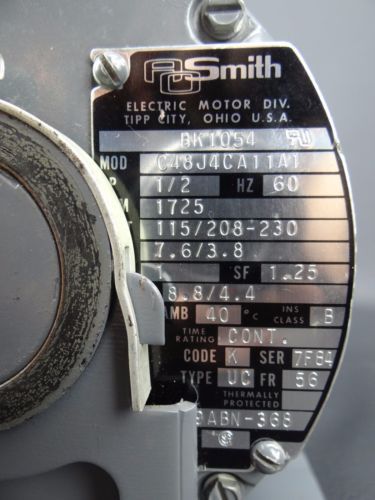 AO Smith
ELECTRIC MOTOR DIV.
TIPP CITY, OHIO U.S.A.
BK1054
MOD C48J4CA11A1
1/2 HZ 60
M 1725
115/208-230
7.6/3.8
1 SF 1.25
8.8/4.4
AMB 40 °C INS CLASS B
TIME RATING CONT.
CODE K SER 7F84
TYPE UC FR 56
THERMALLY PROTECTED
9ABN-368